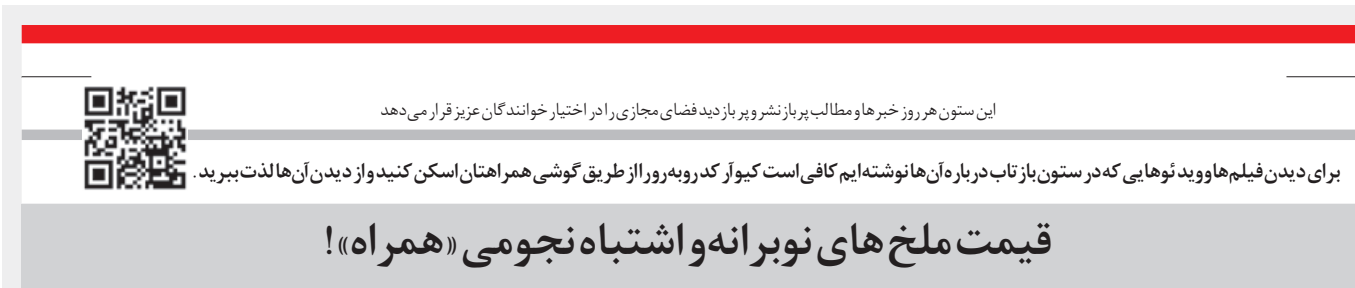 این ستون هر روز خبرها و مطالب پربازنشر و پربازدید فضای مجازی را در اختیار خوانندگان عزیز قرار می‌دهد
برای دیدن فیلم‌ها و ویدئوهایی که در ستون بازتاب درباره آن‌ها نوشته‌ایم کافی است کیوآر کد روبه‌رو را از طریق گوشی همراهتان اسکن کنید و از دیدن آن‌ها لذت ببرید.
قیمت ملخ‌های نوبرانه و اشتباه نجومی «همراه»!